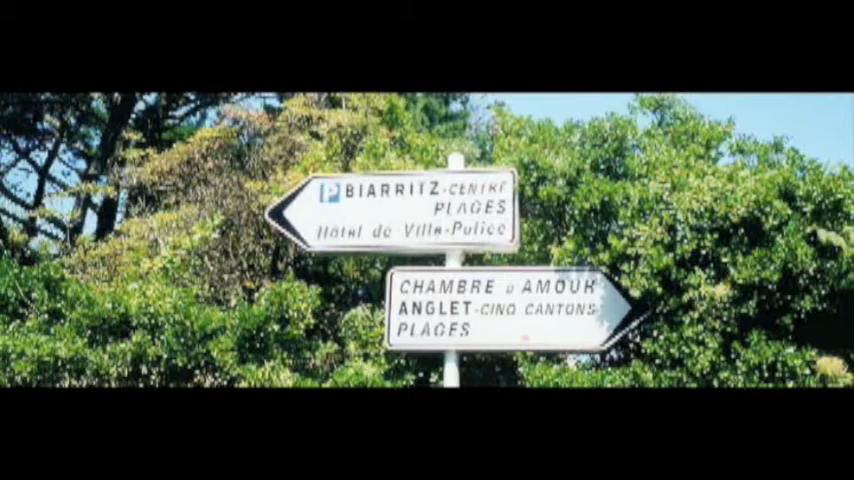 P BIARRITZ-CENTRE
PLAGES
Hôtel de Ville-Police
CHAMBRE D AMOUR
ANGLET-CINQ CANTONS
PLAGES